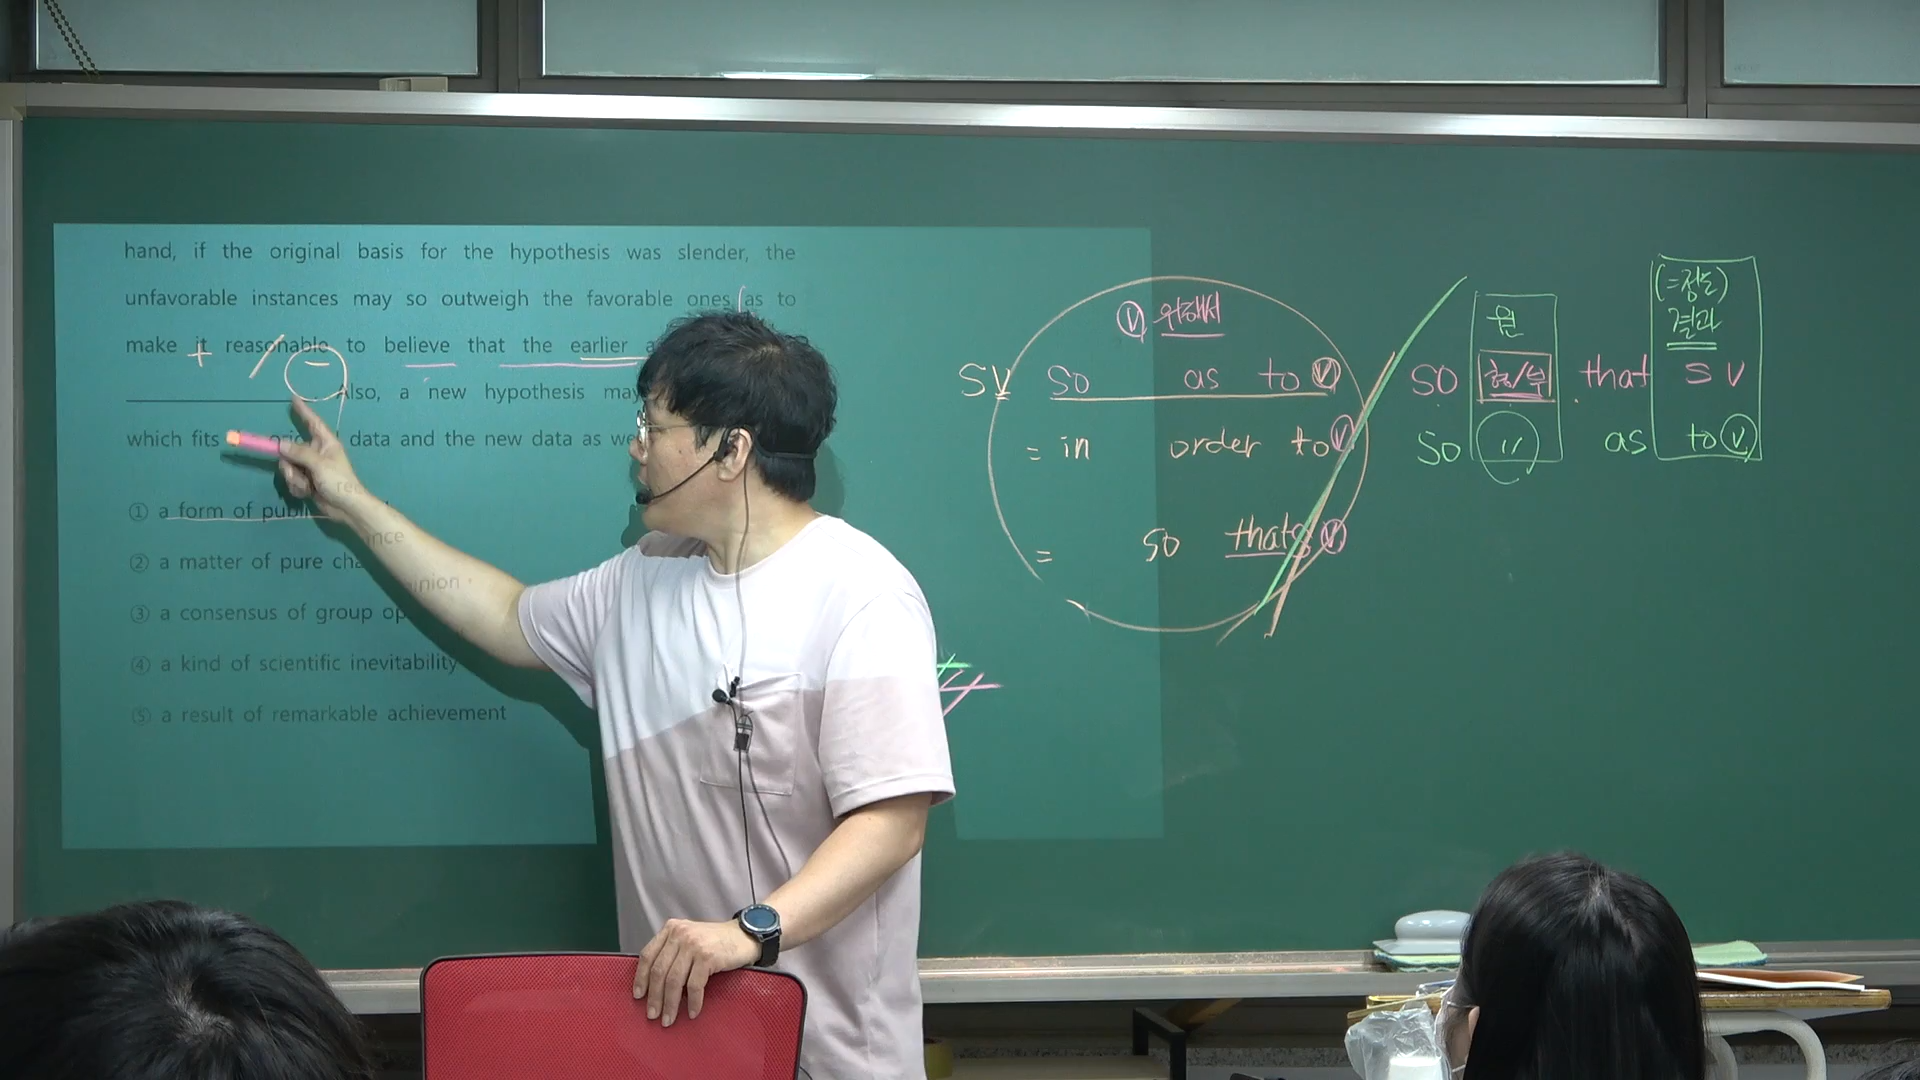 hand, if the original basis for the hypothesis was slender, the
unfavorable instances may so outweigh the favorable ones as to
make it reasonable to believe that the earlier a
+ / -
Also, a new hypothesis may
which fits data and the new data as we
① a form of publi
② a matter of pure cha
③ a consensus of group op
④ a kind of scientific inevitability
⑤ a result of remarkable achievement
Ⓥ 위해서
SV so as to Ⓥ
= in order to Ⓥ
= so that S Ⓥ
(=정도)
원 결과
so 형/부 that S V
so 〃 as to Ⓥ